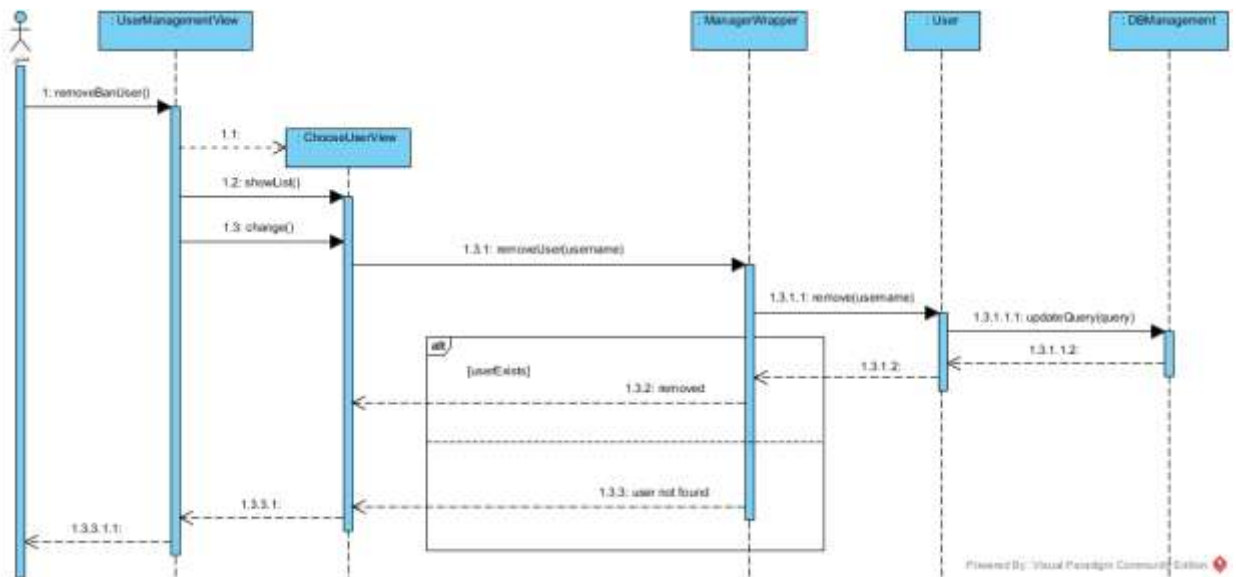 : UserManagementView
: ManagerWrapper
: User
: DBManagement
1: removeBanUser()
1.1:
: ChooseUserView
1.2: showList()
1.3: change()
1.3.1: removeUser(username)
1.3.1.1: remove(username)
1.3.1.1.1: updateQuery(query)
alt
1.3.1.1.2:
[userExists]
1.3.1.2:
1.3.2: removed
1.3.3: user not found
1.3.3.1:
1.3.3.1.1:
Powered By: Visual Paradigm Community Edition